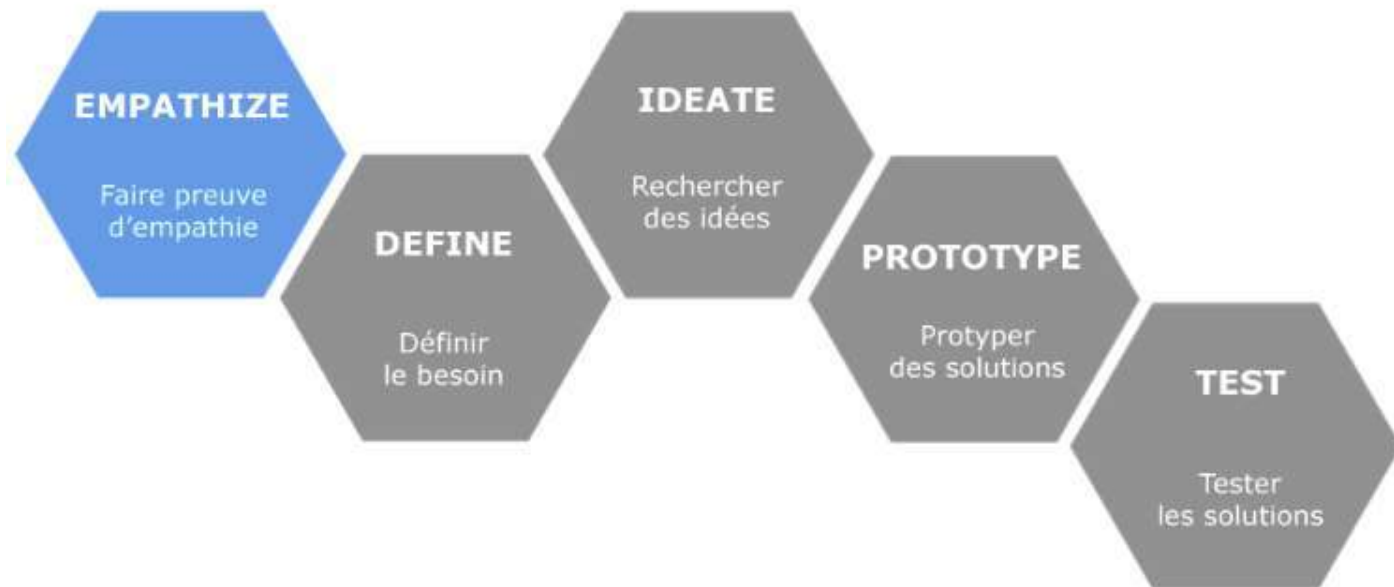 EMPATHIZE
Faire preuve
d'empathie
DEFINE
Définir
le besoin
IDEATE
Rechercher
des idées
PROTOTYPE
Protyper
des solutions
TEST
Tester
les solutions